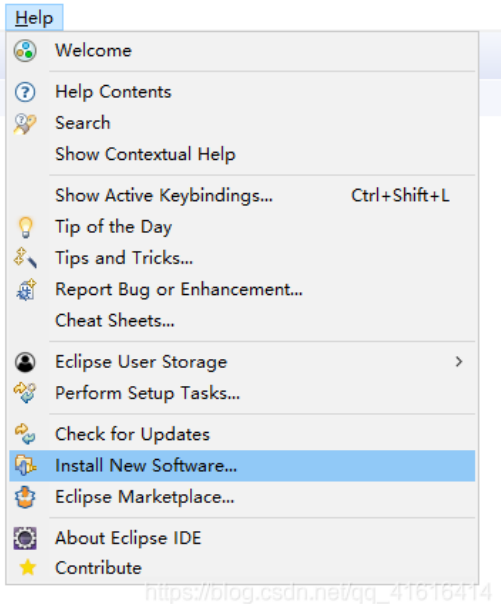 Help
Welcome
Help Contents
Search
Show Contextual Help
Show Active Keybindings... Ctrl+Shift+L
Tip of the Day
Tips and Tricks...
Report Bug or Enhancement...
Cheat Sheets...
Eclipse User Storage
Perform Setup Tasks...
Check for Updates
Install New Software...
Eclipse Marketplace...
About Eclipse IDE
Contribute
https://blog.csdn.net/qq_41616414